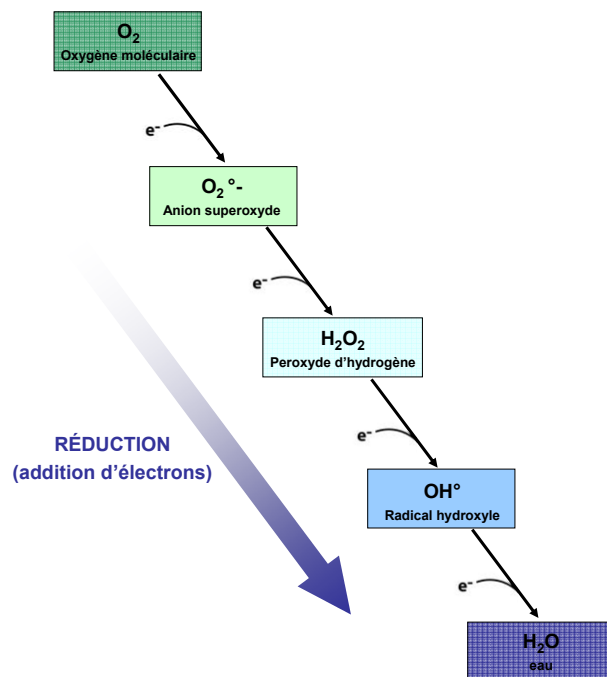 O₂
Oxygène moléculaire
e-
O₂ °-
Anion superoxyde
e-
H₂O₂
Peroxyde d’hydrogène
e-
RÉDUCTION
(addition d’électrons)
OH°
Radical hydroxyle
e-
H₂O
eau